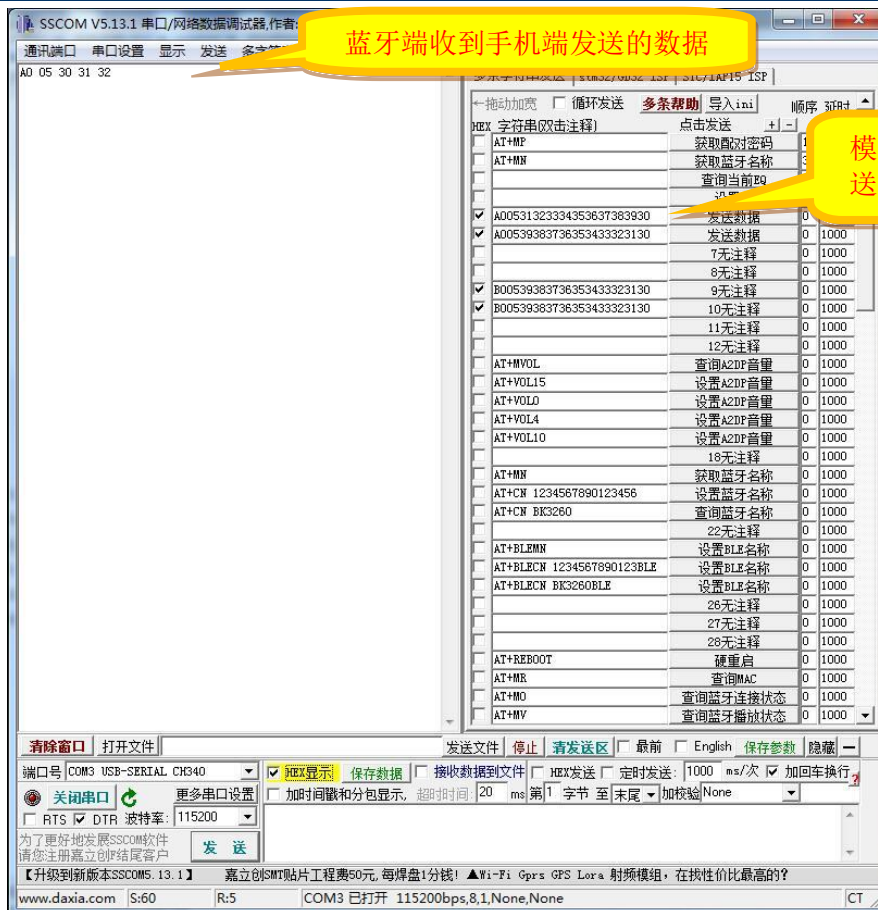 SSCOM V5.13.1 串口/网络数据调试器,作者:
蓝牙端收到手机端发送的数据
通讯端口 串口设置 显示 发送
A0 05 30 31 32
←拖动加宽 循环发送 多条帮助 导入ini 顺序 延时
HEX 字符串(双击注释) 点击发送 + -
AT+MP 获取配对密码
AT+MN 获取蓝牙名称
模
送
查询当前EQ
A00531323334353637383930 发送数据 0 1000
A00539383736353433323130 发送数据 0 1000
7无注释 0 1000
8无注释 0 1000
B00539383736353433323130 9无注释 0 1000
B00539383736353433323130 10无注释 0 1000
11无注释 0 1000
12无注释 0 1000
AT+MVOL 查询A2DP音量 0 1000
AT+VOL15 设置A2DP音量 0 1000
AT+VOL0 设置A2DP音量 0 1000
AT+VOL4 设置A2DP音量 0 1000
AT+VOL10 设置A2DP音量 0 1000
18无注释 0 1000
AT+MN 获取蓝牙名称 0 1000
AT+CN 1234567890123456 设置蓝牙名称 0 1000
AT+CN BK3260 查询蓝牙名称 0 1000
22无注释 0 1000
AT+BLEMN 设置BLE名称 0 1000
AT+BLECN 1234567890123BLE 设置BLE名称 0 1000
AT+BLECN BK3260BLE 设置BLE名称 0 1000
26无注释 0 1000
27无注释 0 1000
28无注释 0 1000
AT+REBOOT 硬重启 0 1000
AT+MR 查询MAC 0 1000
AT+MO 查询蓝牙连接状态 0 1000
AT+MV 查询蓝牙播放状态 0 1000
清除窗口 打开文件 发送文件 停止 清发送区 最前 English 保存参数 隐藏 —
端口号 COM3 USB-SERIAL CH340 HEX显示 保存数据 接收数据到文件 HEX发送 定时发送: 1000 ms/次 加回车换行
关闭串口 更多串口设置 加时间戳和分包显示, 超时时间: 20 ms 第1 字节 至 末尾 加校验 None
RTS DTR 波特率: 115200
为了更好地发展SSCOM软件
请您注册嘉立创F结尾客户
发 送
【升级到新版本SSCOM5.13.1】 嘉立创SMT贴片工程费50元,每焊盘1分钱! ▲Wi-Fi Gprs GPS Lora 射频模组,在找性价比最高的?
www.daxia.com S:60 R:5 COM3 已打开 115200bps,8,1,None,None CT